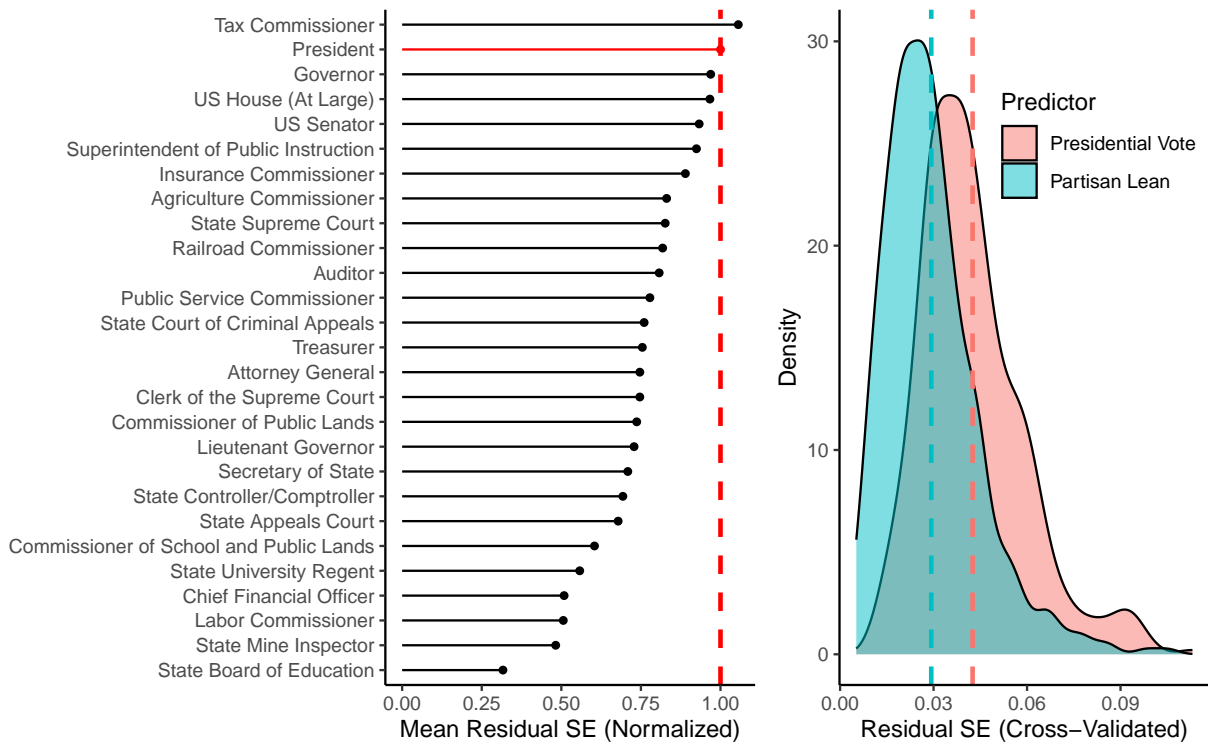 Tax Commissioner
President
Governor
US House (At Large)
US Senator
Superintendent of Public Instruction
Insurance Commissioner
Agriculture Commissioner
State Supreme Court
Railroad Commissioner
Auditor
Public Service Commissioner
State Court of Criminal Appeals
Treasurer
Attorney General
Clerk of the Supreme Court
Commissioner of Public Lands
Lieutenant Governor
Secretary of State
State Controller/Comptroller
State Appeals Court
Commissioner of School and Public Lands
State University Regent
Chief Financial Officer
Labor Commissioner
State Mine Inspector
State Board of Education
0.00 0.25 0.50 0.75 1.00
Mean Residual SE (Normalized)
Density
30
20
10
0
Predictor
Presidential Vote
Partisan Lean
0.00 0.03 0.06 0.09
Residual SE (Cross−Validated)